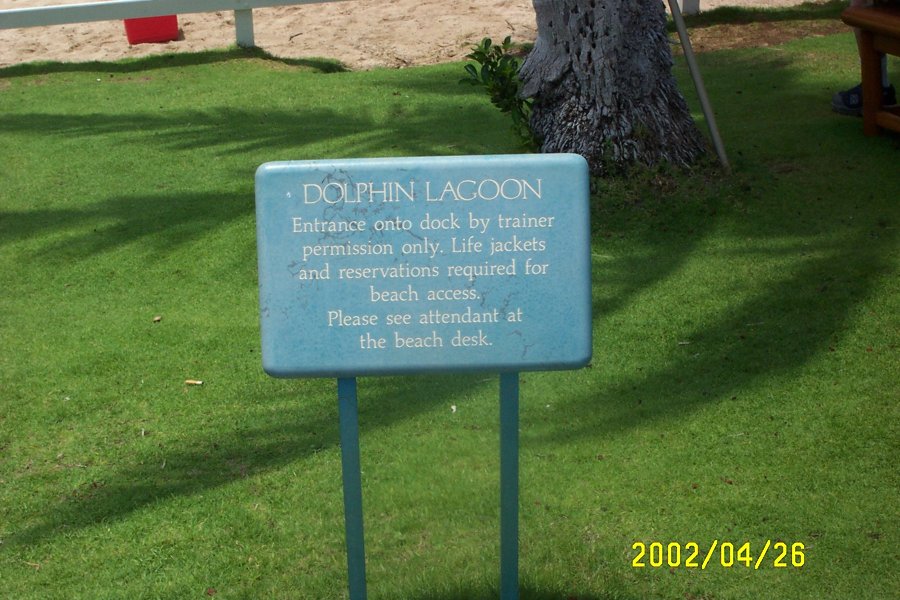 DOLPHIN LAGOON
Entrance onto dock by trainer
permission only. Life jackets
and reservations required for
beach access.
Please see attendant at
the beach desk.
2002/04/26